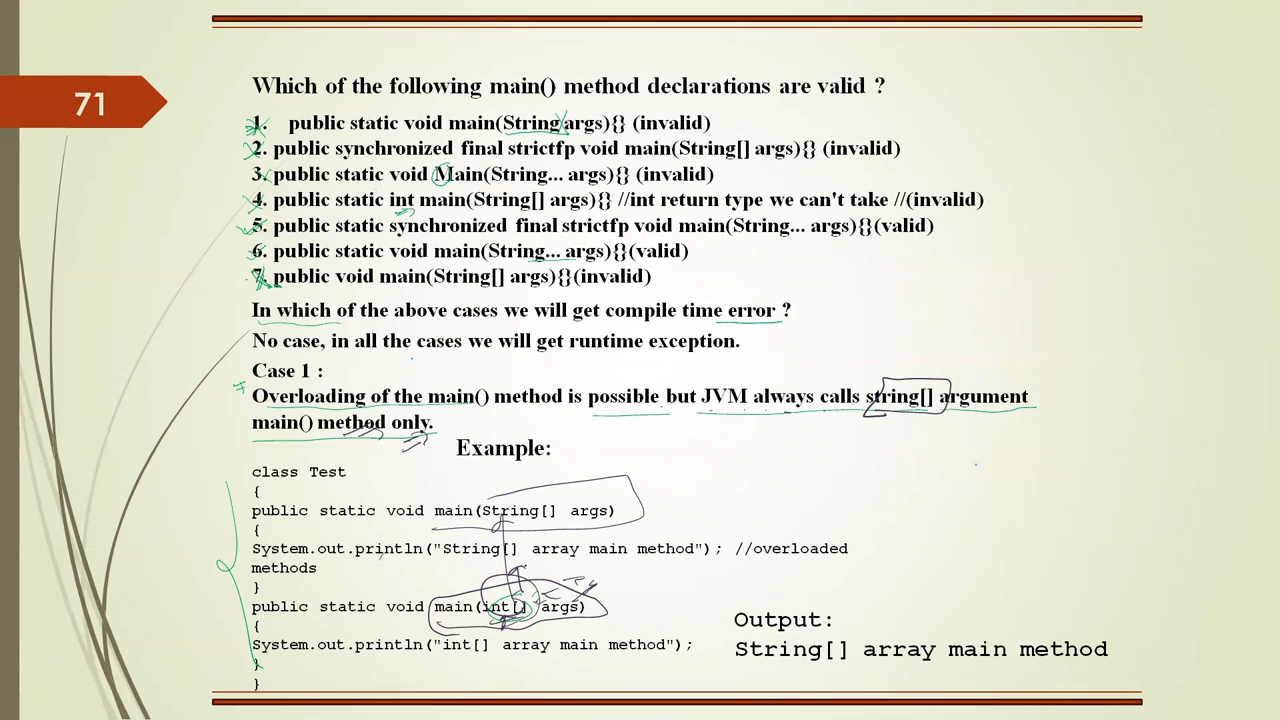 71
Which of the following main() method declarations are valid ?
1. public static void main(String args){} (invalid)
2. public synchronized final strictfp void main(String[] args){} (invalid)
3. public static void Main(String... args){} (invalid)
4. public static int main(String[] args){} //int return type we can't take //(invalid)
5. public static synchronized final strictfp void main(String... args){}(valid)
6. public static void main(String... args){}(valid)
7. public void main(String[] args){}(invalid)
In which of the above cases we will get compile time error ?
No case, in all the cases we will get runtime exception.
Case 1 :
Overloading of the main() method is possible but JVM always calls string[] argument
main() method only.
Example:
class Test
{
public static void main(String[] args)
{
System.out.println("String[] array main method"); //overloaded
methods
}
public static void main(int[] args)
{
System.out.println("int[] array main method");
}
}
Output:
String[] array main method